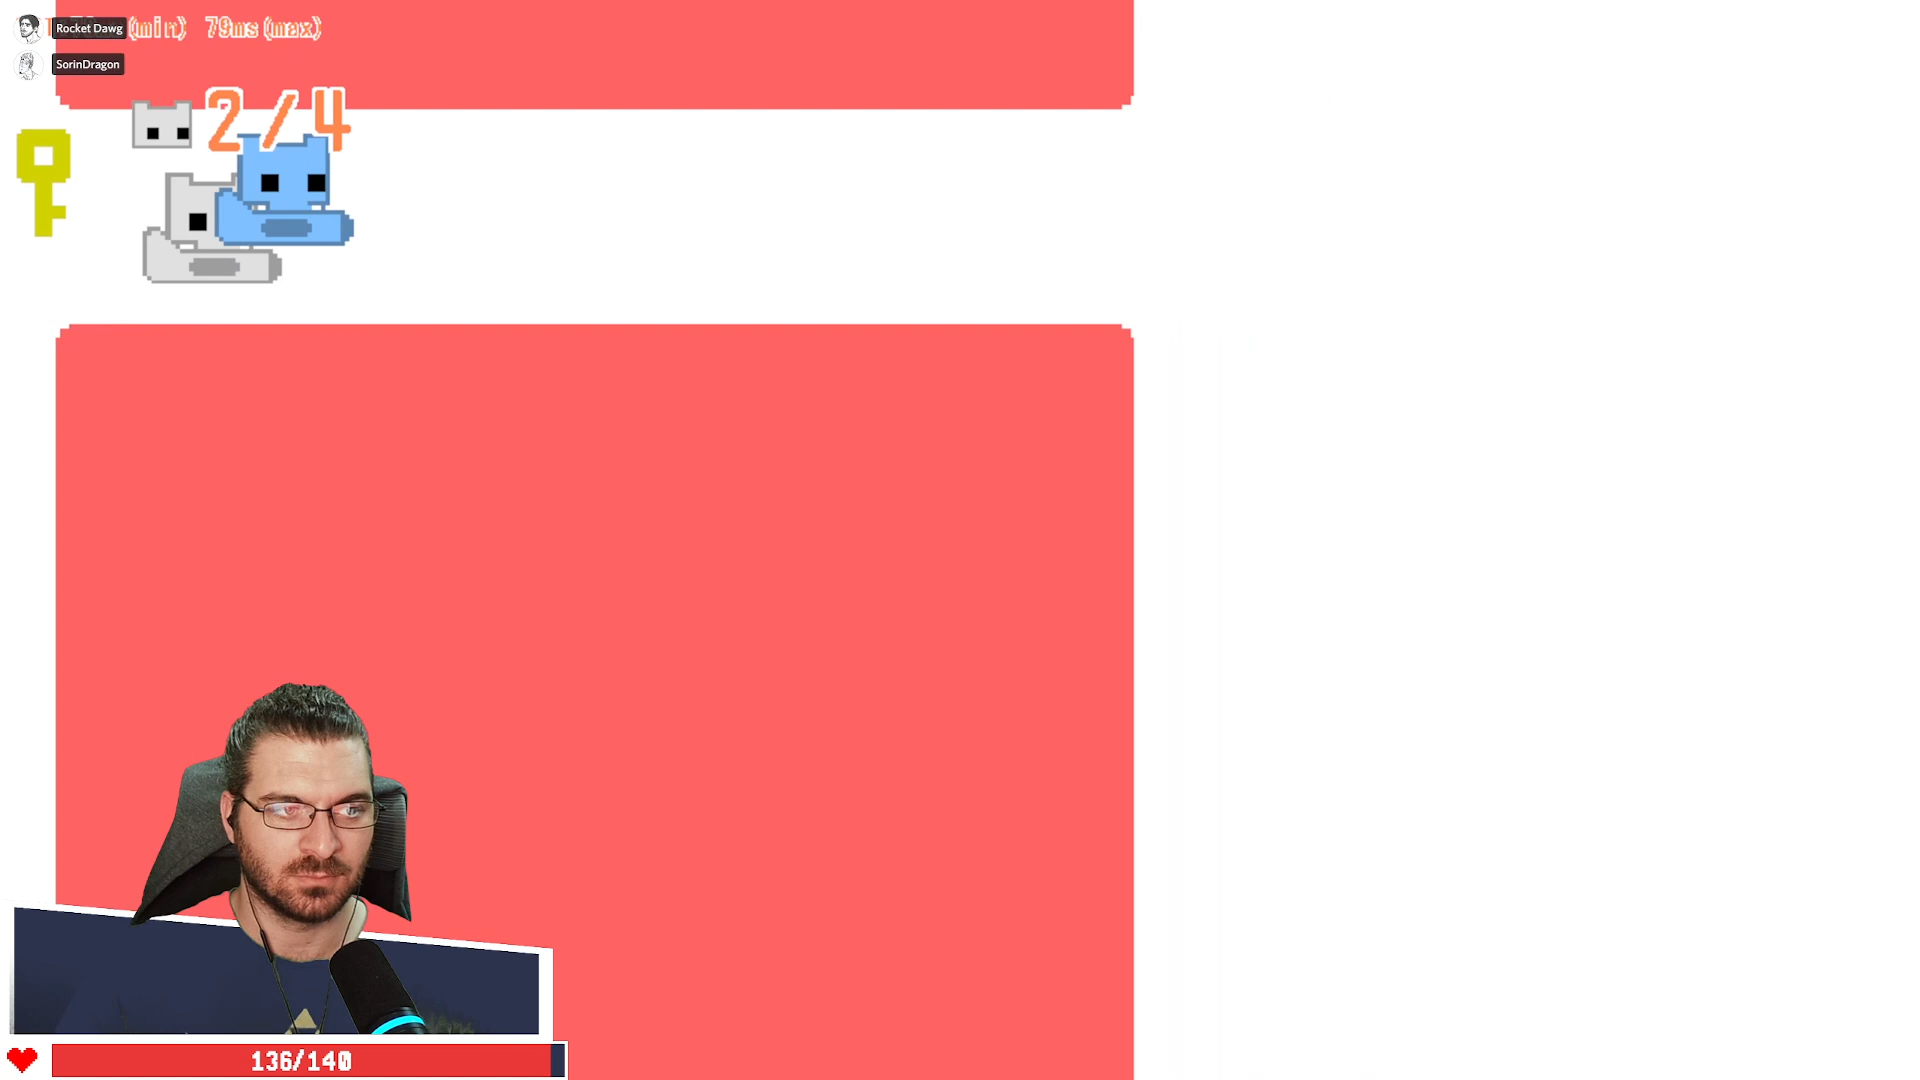 Rocket Dawg
(min) 79ms(max)
SorinDragon
2/4
136/140